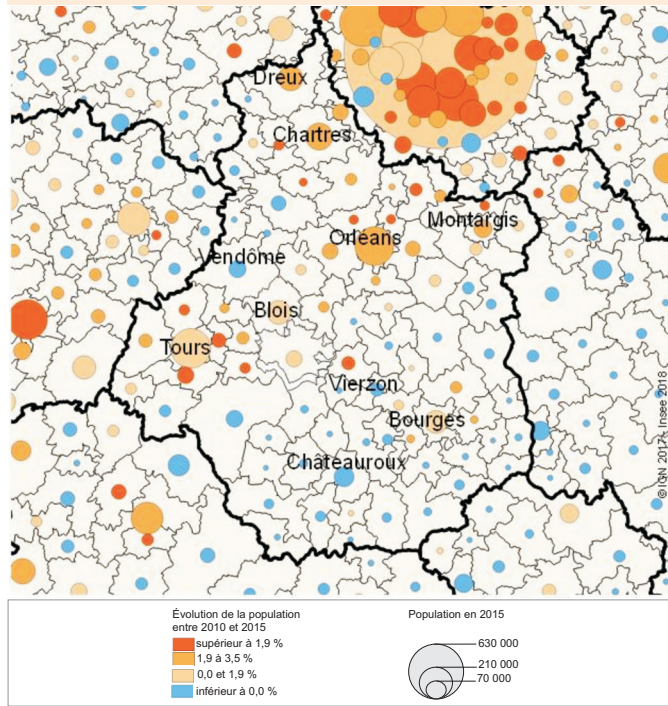 Dreux
Chartres
Montargis
Orléans
endôme
Blois
Tours
Vierzon
Bourges
Châteauroux
© IGN 2017 - Insee 2018
Évolution de la population
entre 2010 et 2015
supérieur à 1,9 %
1,9 à 3,5 %
0,0 et 1,9 %
inférieur à 0,0 %
Population en 2015
630 000
210 000
70 000